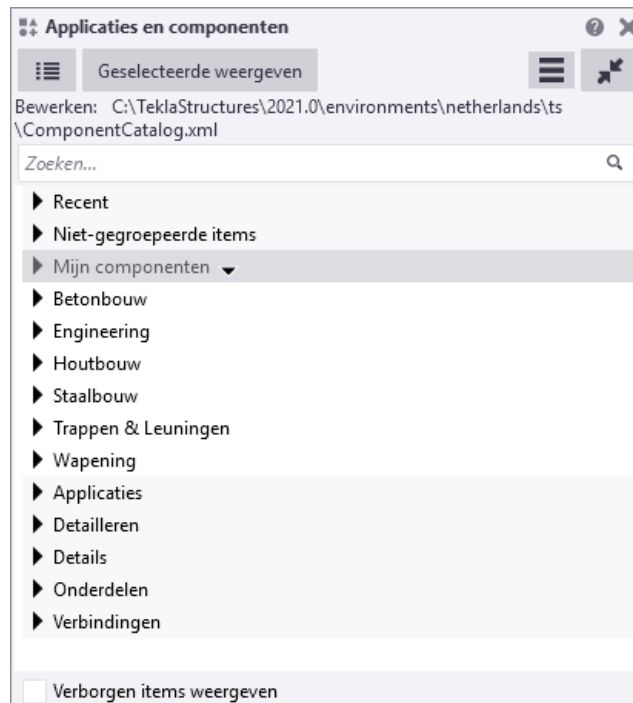 Applicaties en componenten
Geselecteerde weergeven
Bewerken: C:\TeklaStructures\2021.0\environments\netherlands\ts
\ComponentCatalog.xml
Zoeken...
Recent
Niet-gegroepeerde items
Mijn componenten
Betonbouw
Engineering
Houtbouw
Staalbouw
Trappen & Leuningen
Wapening
Applicaties
Detailleren
Details
Onderdelen
Verbindingen
Verborgen items weergeven